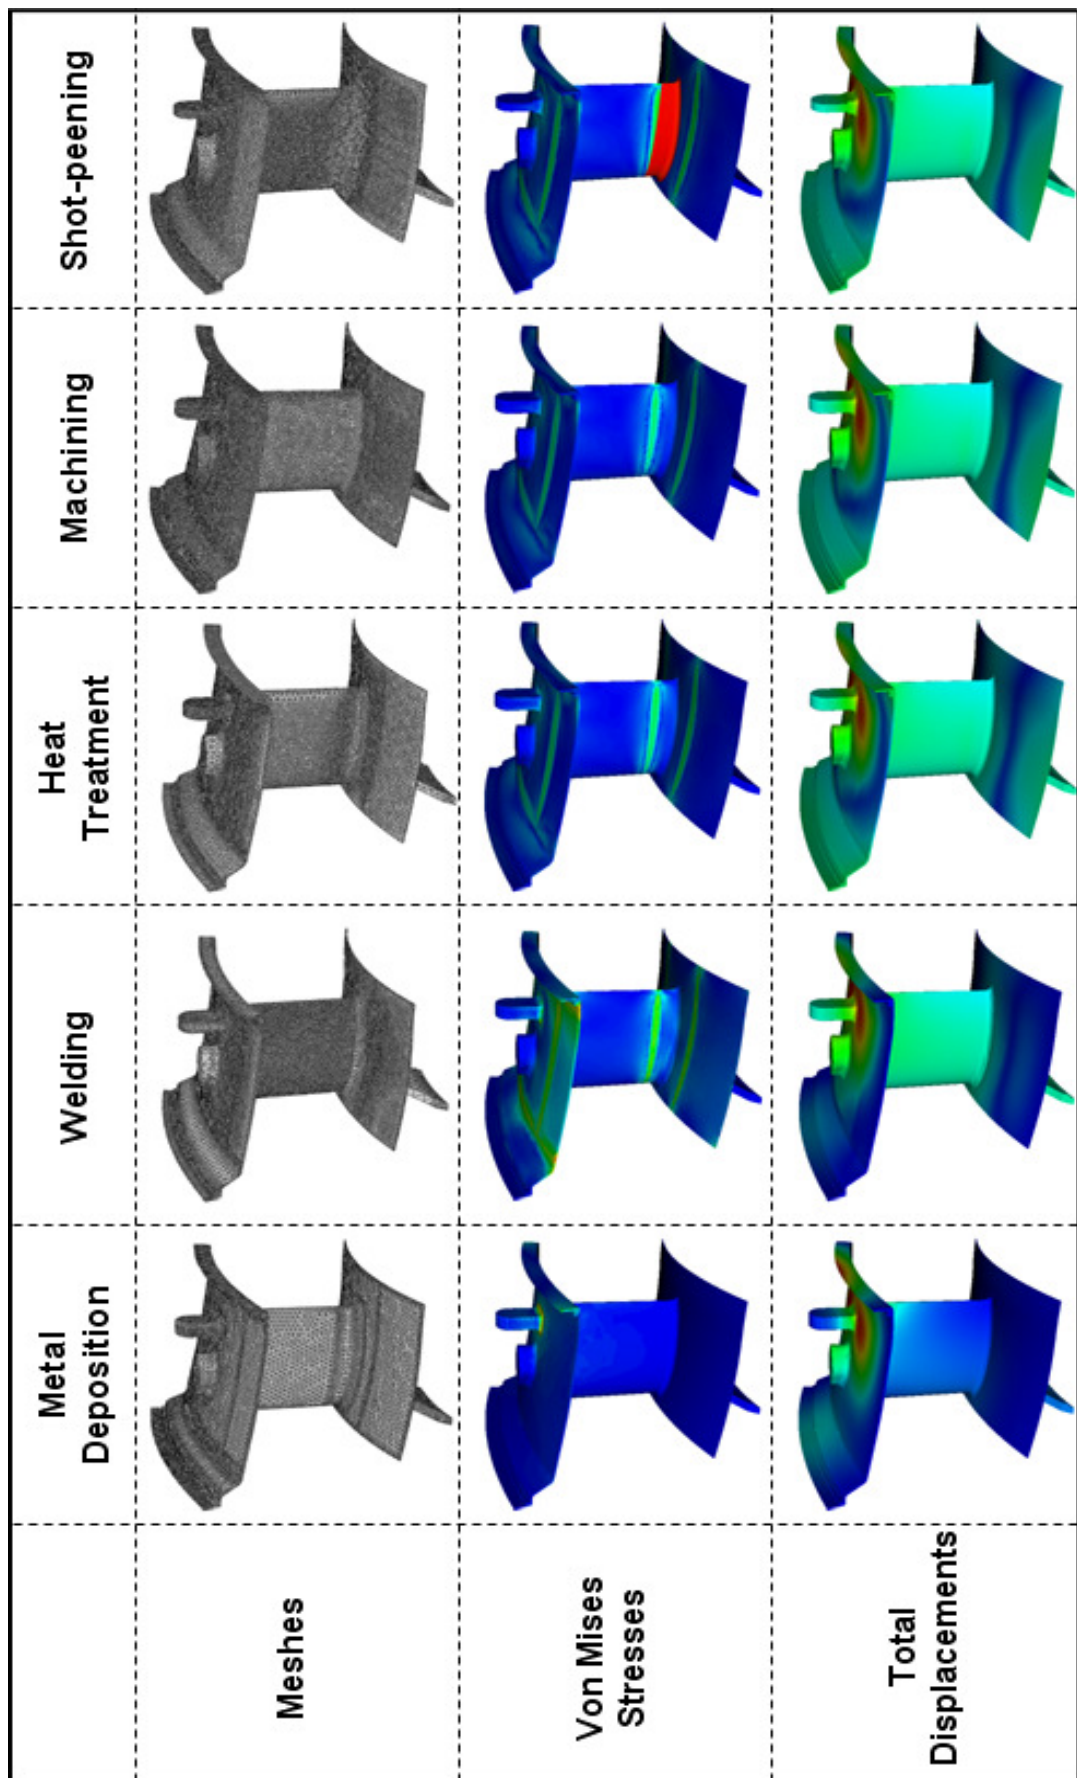 Metal
Deposition
Welding
Heat
Treatment
Machining
Shot-peening
Meshes
Von Mises
Stresses
Total
Displacements